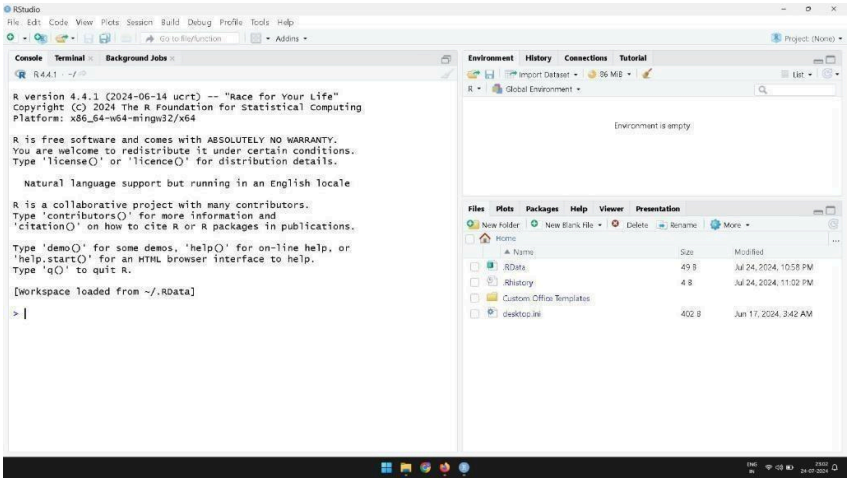 RStudio
File Edit Code View Plots Session Build Debug Profile Tools Help
Go to file/function Addins Project: (None)
Console Terminal Background Jobs
R 4.4.1 · ~/
R version 4.4.1 (2024-06-14 ucrt) -- "Race for Your Life"
Copyright (C) 2024 The R Foundation for Statistical Computing
Platform: x86_64-w64-mingw32/x64
R is free software and comes with ABSOLUTELY NO WARRANTY.
You are welcome to redistribute it under certain conditions.
Type 'license()' or 'licence()' for distribution details.
Natural language support but running in an English locale
R is a collaborative project with many contributors.
Type 'contributors()' for more information and
'citation()' on how to cite R or R packages in publications.
Type 'demo()' for some demos, 'help()' for on-line help, or
'help.start()' for an HTML browser interface to help.
Type 'q()' to quit R.
[Workspace loaded from ~/.RData]
>
Environment History Connections Tutorial
Import Dataset 86 MiB List
R Global Environment
Environment is empty
Files Plots Packages Help Viewer Presentation
New Folder New Blank File Delete Rename More
Home
Name Size Modified
.RData 49 B Jul 24, 2024, 10:58 PM
.Rhistory 4 B Jul 24, 2024, 11:02 PM
Custom Office Templates
desktop.ini 402 B Jun 17, 2024, 3:42 AM
ENG 23:02
IN 24-07-2024